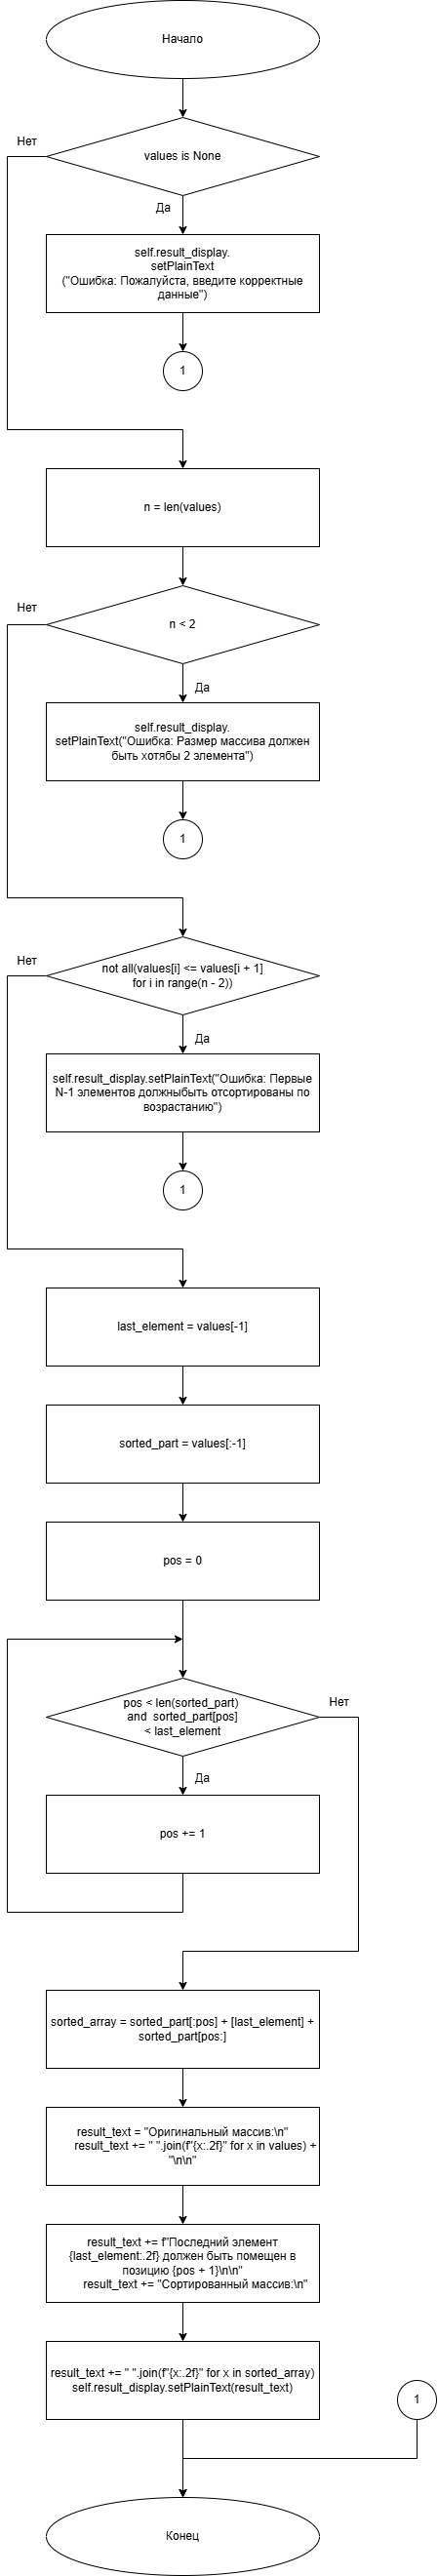 Начало
Нет
values is None
Да
self.result_display.
setPlainText
("Ошибка: Пожалуйста, введите корректные
данные")
1
n = len(values)
Нет
n < 2
Да
self.result_display.
setPlainText("Ошибка: Размер массива должен
быть хотябы 2 элемента")
1
Нет
not all(values[i] <= values[i + 1]
for i in range(n - 2))
Да
self.result_display.setPlainText("Ошибка: Первые
N-1 элементов должныбыть отсортированы по
возрастанию")
1
last_element = values[-1]
sorted_part = values[:-1]
pos = 0
pos < len(sorted_part)
and sorted_part[pos]
< last_element
Нет
Да
pos += 1
sorted_array = sorted_part[:pos] + [last_element] +
sorted_part[pos:]
result_text = "Оригинальный массив:\n"
result_text += " ".join(f"{x:.2f}" for x in values) +
"\n\n"
result_text += f"Последний элемент
{last_element:.2f} должен быть помещен в
позицию {pos + 1}\n\n"
result_text += "Сортированный массив:\n"
result_text += " ".join(f"{x:.2f}" for x in sorted_array)
self.result_display.setPlainText(result_text)
1
Конец